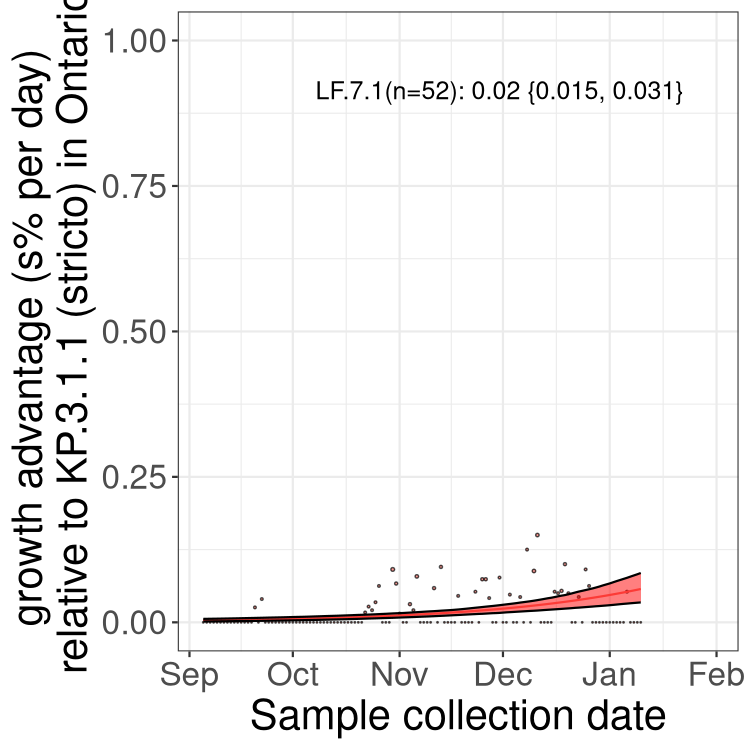 growth advantage (s% per day)
relative to KP.3.1.1 (stricto) in Ontario
1.00
0.75
0.50
0.25
0.00
LF.7.1(n=52): 0.02 {0.015, 0.031}
Sep Oct Nov Dec Jan Feb
Sample collection date